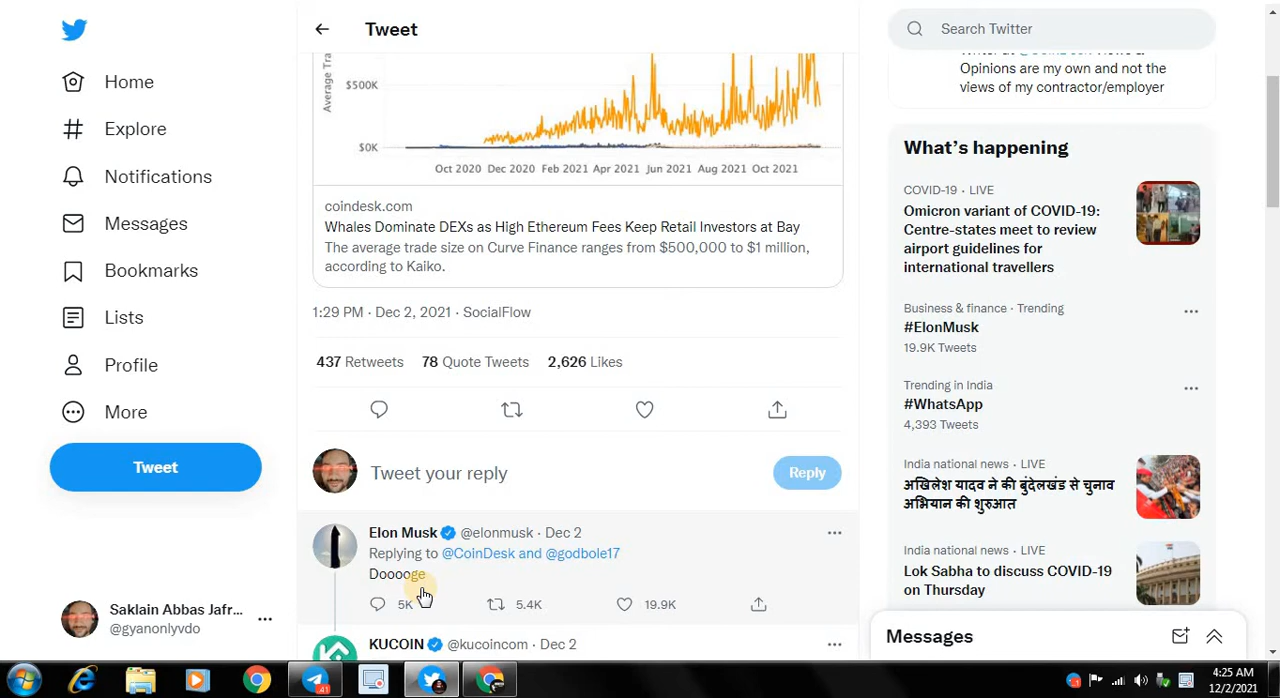 Tweet
Search Twitter
Home
Explore
Notifications
Messages
Bookmarks
Lists
Profile
More
Tweet
Saklain Abbas Jafr...
@gyanonlyvdo
Average Tra
$500K
$0K
Oct 2020 Dec 2020 Feb 2021 Apr 2021 Jun 2021 Aug 2021 Oct 2021
coindesk.com
Whales Dominate DEXs as High Ethereum Fees Keep Retail Investors at Bay
The average trade size on Curve Finance ranges from $500,000 to $1 million,
according to Kaiko.
1:29 PM · Dec 2, 2021 · SocialFlow
437 Retweets 78 Quote Tweets 2,626 Likes
Tweet your reply
Reply
Elon Musk @elonmusk · Dec 2
Replying to @CoinDesk and @godbole17
Dooooge
5K 5.4K 19.9K
KUCOIN @kucoincom · Dec 2
Opinions are my own and not the
views of my contractor/employer
What's happening
COVID-19 · LIVE
Omicron variant of COVID-19:
Centre-states meet to review
airport guidelines for
international travellers
Business & finance · Trending
#ElonMusk
19.9K Tweets
Trending in India
#WhatsApp
4,393 Tweets
India national news · LIVE
अखिलेश यादव ने की बुंदेलखंड से चुनाव
अभियान की शुरुआत
India national news · LIVE
Lok Sabha to discuss COVID-19
on Thursday
Messages
41
4:25 AM
12/2/2021